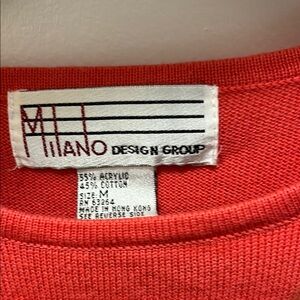 Milano DESIGN GROUP
55% ACRYLIC
45% COTTON
SIZE: M
RN 63264
MADE IN HONG KONG
SEE REVERSE SIDE